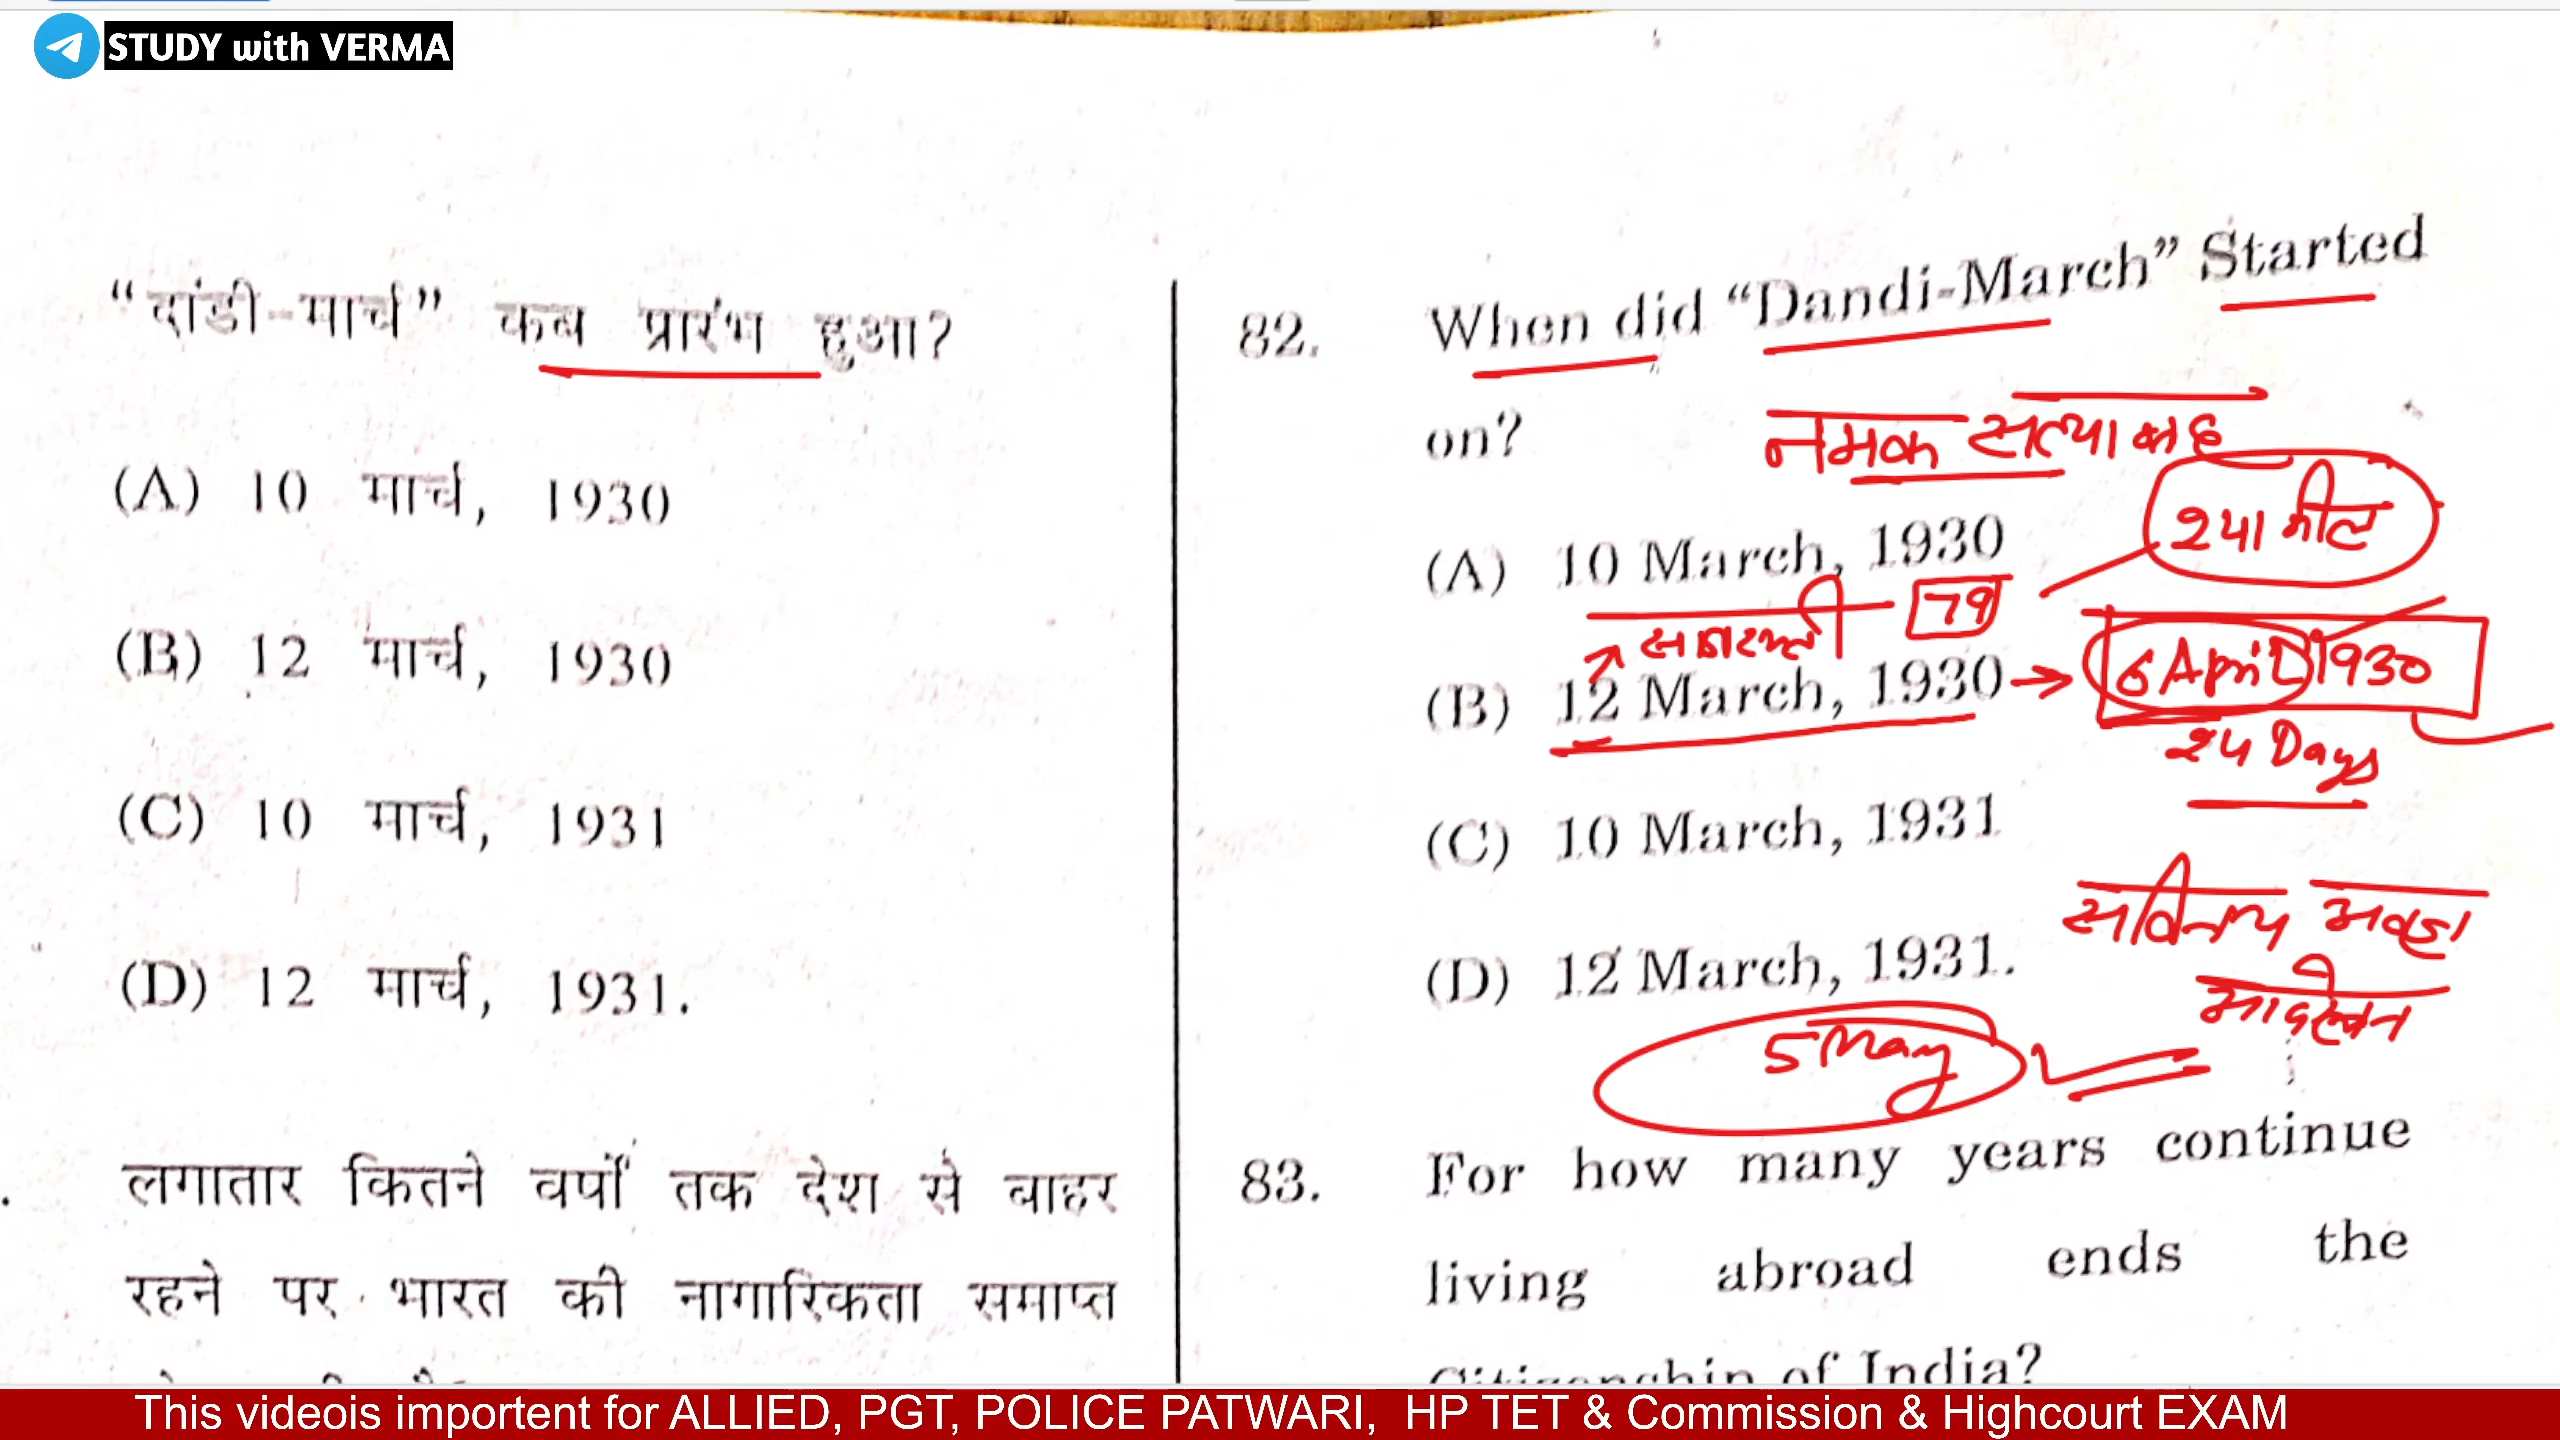 STUDY with VERMA
“दांडी-मार्च” कब प्रारंभ हुआ?
(A) 10 मार्च, 1930
(B) 12 मार्च, 1930
(C) 10 मार्च, 1931
(D) 12 मार्च, 1931.
लगातार कितने वर्षों तक देश से बाहर
रहने पर भारत की नागरिकता समाप्त
82. When did “Dandi-March” Started
on?
नमक सत्याग्रह
241 मील
(A) 10 March, 1930
साबरमती 79
(B) 12 March, 1930 → 6 April 1930
24 Days
(C) 10 March, 1931
सविनय अवज्ञा
(D) 12 March, 1931.
आंदोलन
5 May
83. For how many years continue
living abroad ends the
Citizenship of India?
This videois importent for ALLIED, PGT, POLICE PATWARI, HP TET & Commission & Highcourt EXAM